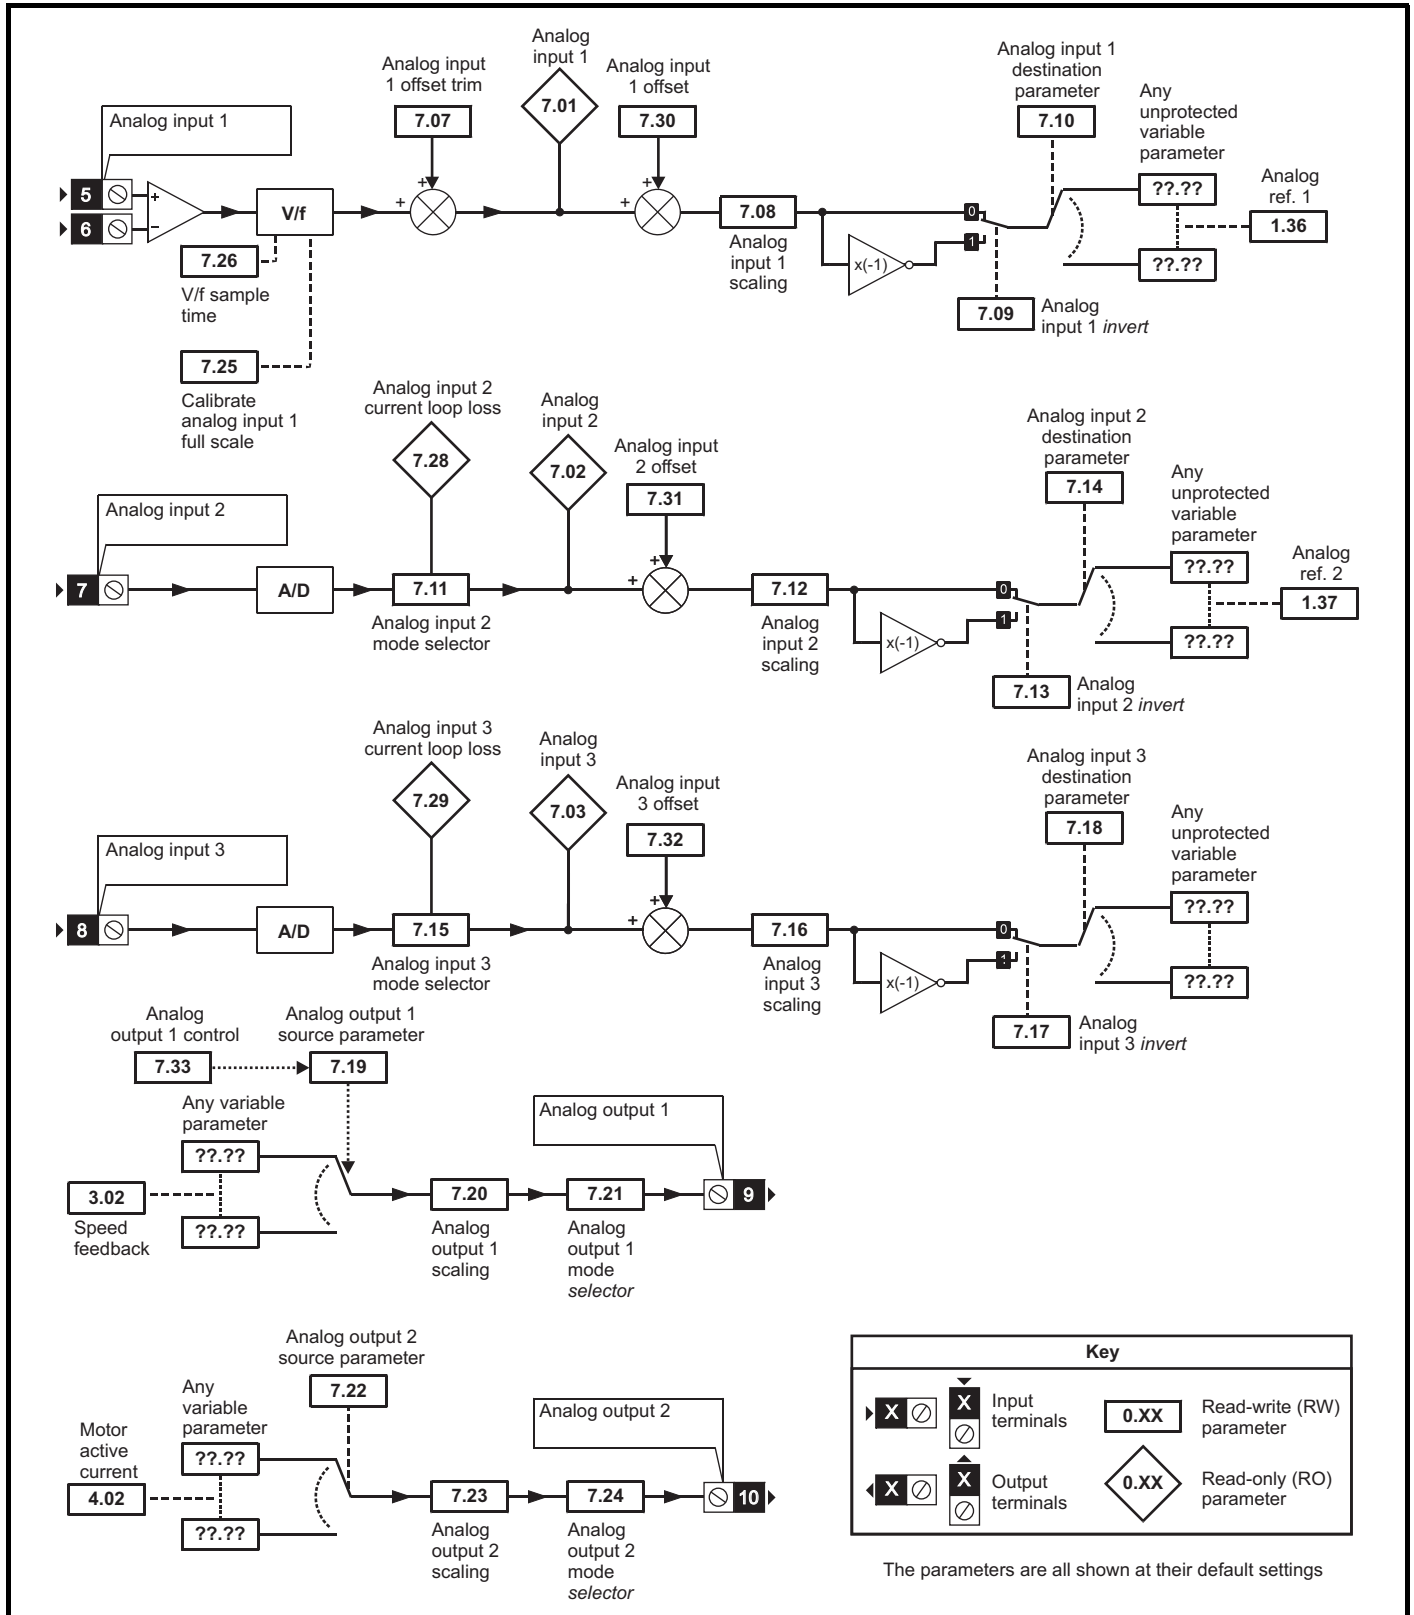 Analog input 1
5
6
V/f
7.26
V/f sample
time
7.25
Calibrate
analog input 1
full scale
Analog input
1 offset trim
7.07
+
+
+
−
Analog
input 1
7.01
Analog input
1 offset
7.30
+
+
7.08
Analog
input 1
scaling
x(-1)
0
1
7.09
Analog
input 1 invert
Analog input 1
destination
parameter
7.10
Any
unprotected
variable
parameter
??.??
??.??
Analog
ref. 1
1.36
Analog input 2
7
A/D
Analog input 2
current loop loss
7.28
7.11
Analog input 2
mode selector
Analog
input 2
7.02
Analog input
2 offset
7.31
+
+
7.12
Analog
input 2
scaling
x(-1)
0
1
7.13
Analog
input 2 invert
Analog input 2
destination
parameter
7.14
Any
unprotected
variable
parameter
??.??
??.??
Analog
ref. 2
1.37
Analog input 3
8
A/D
Analog input 3
current loop loss
7.29
7.15
Analog input 3
mode selector
Analog
input 3
7.03
Analog input
3 offset
7.32
+
+
7.16
Analog
input 3
scaling
x(-1)
0
1
7.17
Analog
input 3 invert
Analog input 3
destination
parameter
7.18
Any
unprotected
variable
parameter
??.??
??.??
Analog
output 1 control
7.33
Analog output 1
source parameter
7.19
Any variable
parameter
??.??
??.??
3.02
Speed
feedback
7.20
Analog
output 1
scaling
7.21
Analog
output 1
mode
selector
Analog output 1
9
Analog output 2
source parameter
7.22
Any
variable
parameter
??.??
??.??
Motor
active
current
4.02
7.23
Analog
output 2
scaling
7.24
Analog
output 2
mode
selector
Analog output 2
10
Key
X
X
Input
terminals
0.XX
Read-write (RW)
parameter
X
X
Output
terminals
0.XX
Read-only (RO)
parameter
The parameters are all shown at their default settings